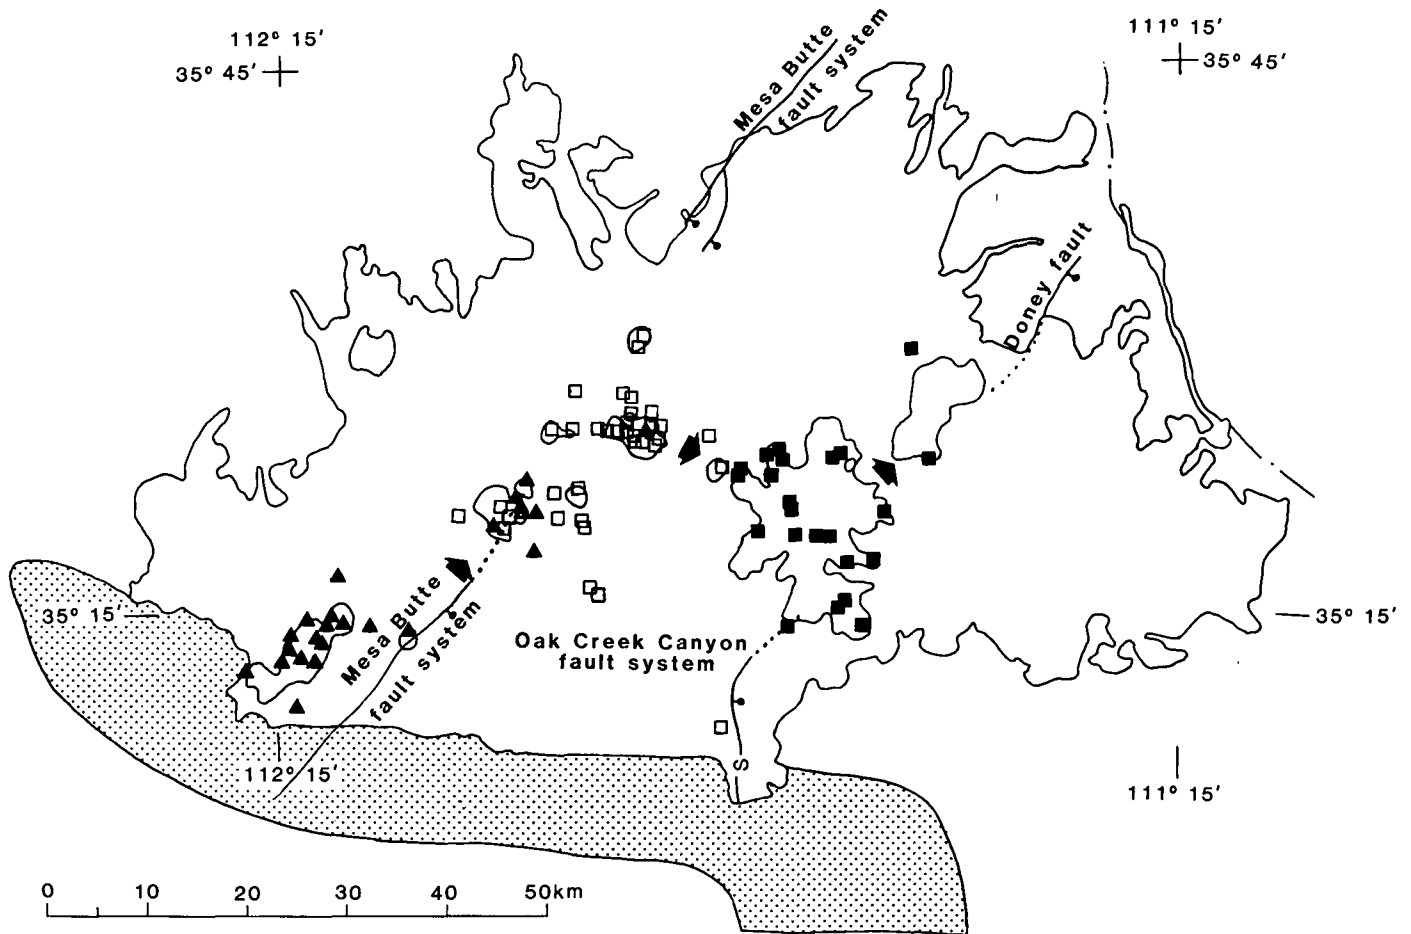 112° 15′
35° 45′
Mesa Butte
fault system
111° 15′
35° 45′
Doney fault
35° 15′
Mesa Butte
fault system
Oak Creek Canyon
fault system
35° 15′
S
112° 15′
111° 15′
0 10 20 30 40 50km